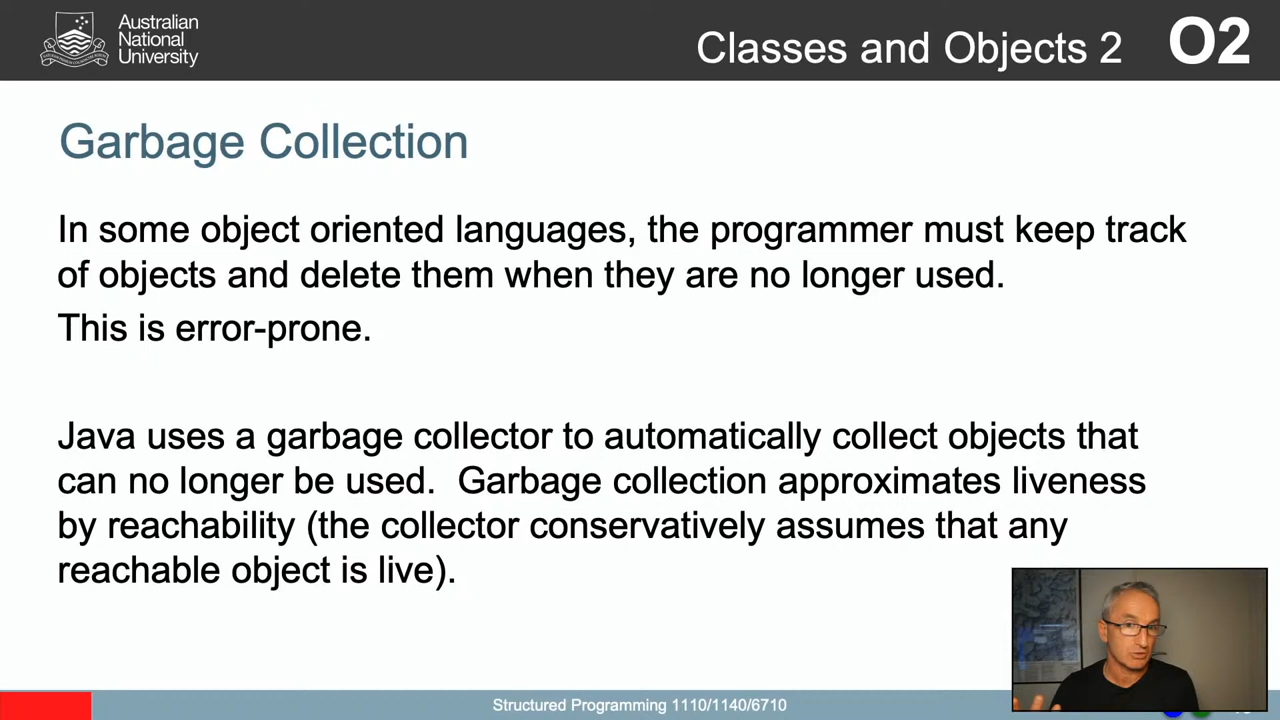 Australian
National
University
Classes and Objects 2
O2
Garbage Collection
In some object oriented languages, the programmer must keep track
of objects and delete them when they are no longer used.
This is error-prone.
Java uses a garbage collector to automatically collect objects that
can no longer be used.  Garbage collection approximates liveness
by reachability (the collector conservatively assumes that any
reachable object is live).
Structured Programming 1110/1140/6710